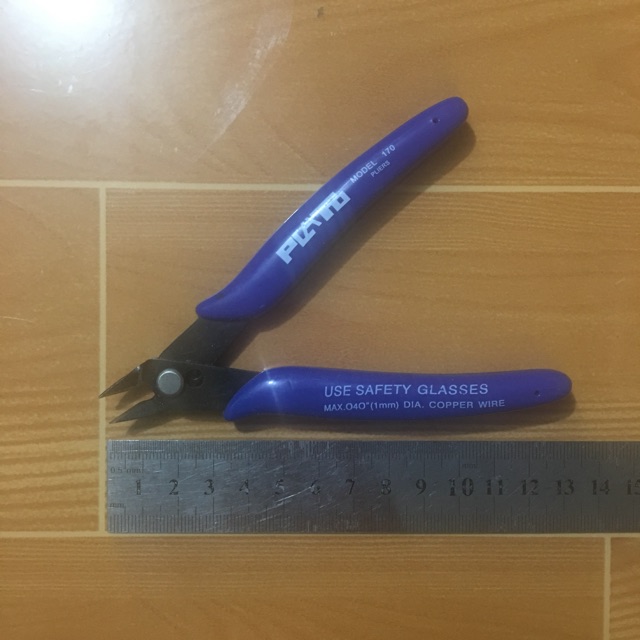 MODEL 170
PLIERS
PLATO
USE SAFETY GLASSES
MAX.040"(1mm) DIA. COPPER WIRE
1 2 3 4 5 6 7 8 9 10 11 12 13 14 15